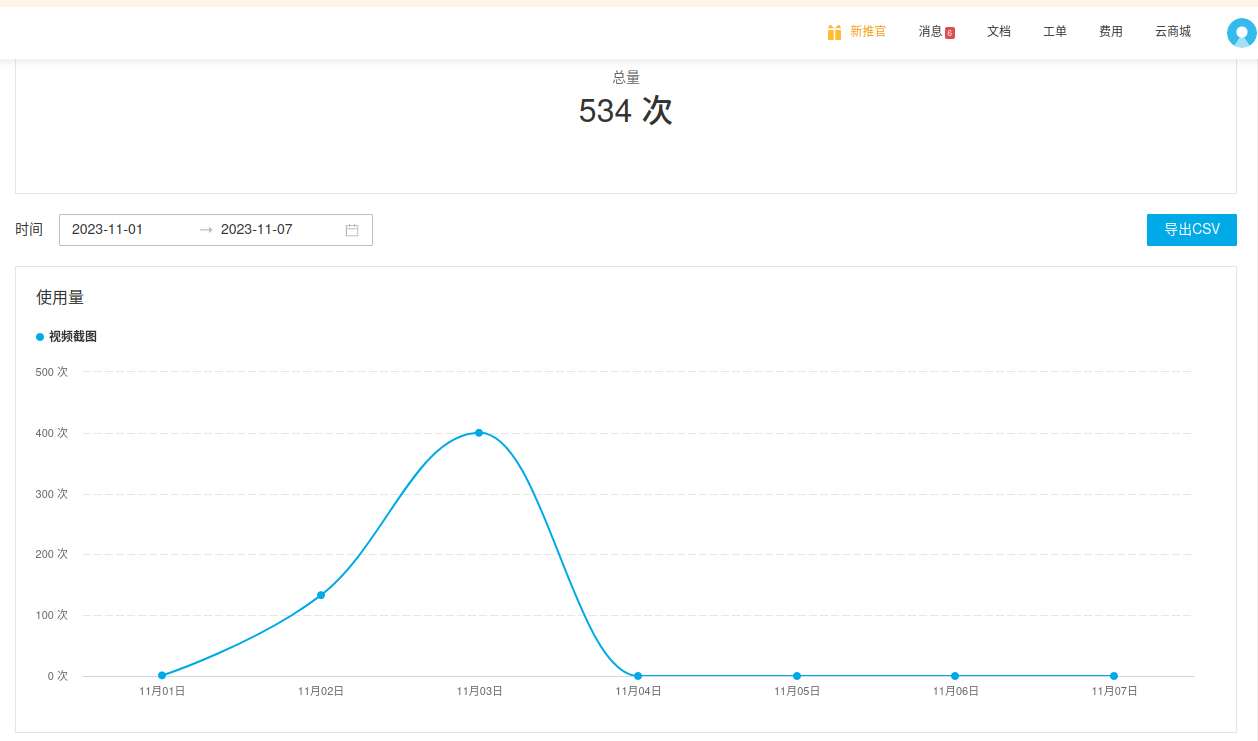 新推官 消息 6 文档 工单 费用 云商城
总量
534 次
时间 2023-11-01 → 2023-11-07 导出CSV
使用量
视频截图
500 次
400 次
300 次
200 次
100 次
0 次
11月01日 11月02日 11月03日 11月04日 11月05日 11月06日 11月07日